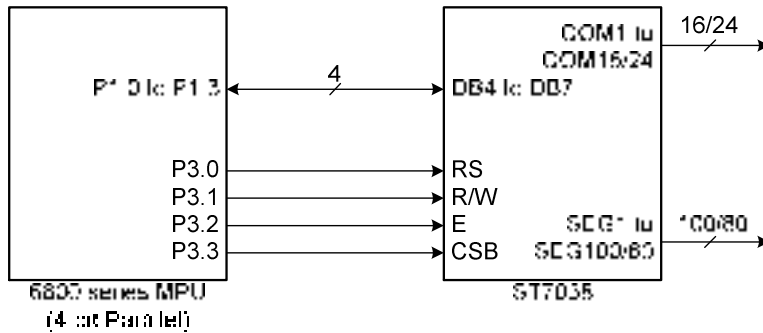 COM1 to
COM16/24
16/24
P1.0 to P1.3
4
DB4 to DB7
P3.0
RS
P3.1
R/W
P3.2
E
SEG1 to
100/80
P3.3
CSB
SEG100/80
6800 series MPU
(4 bit Parallel)